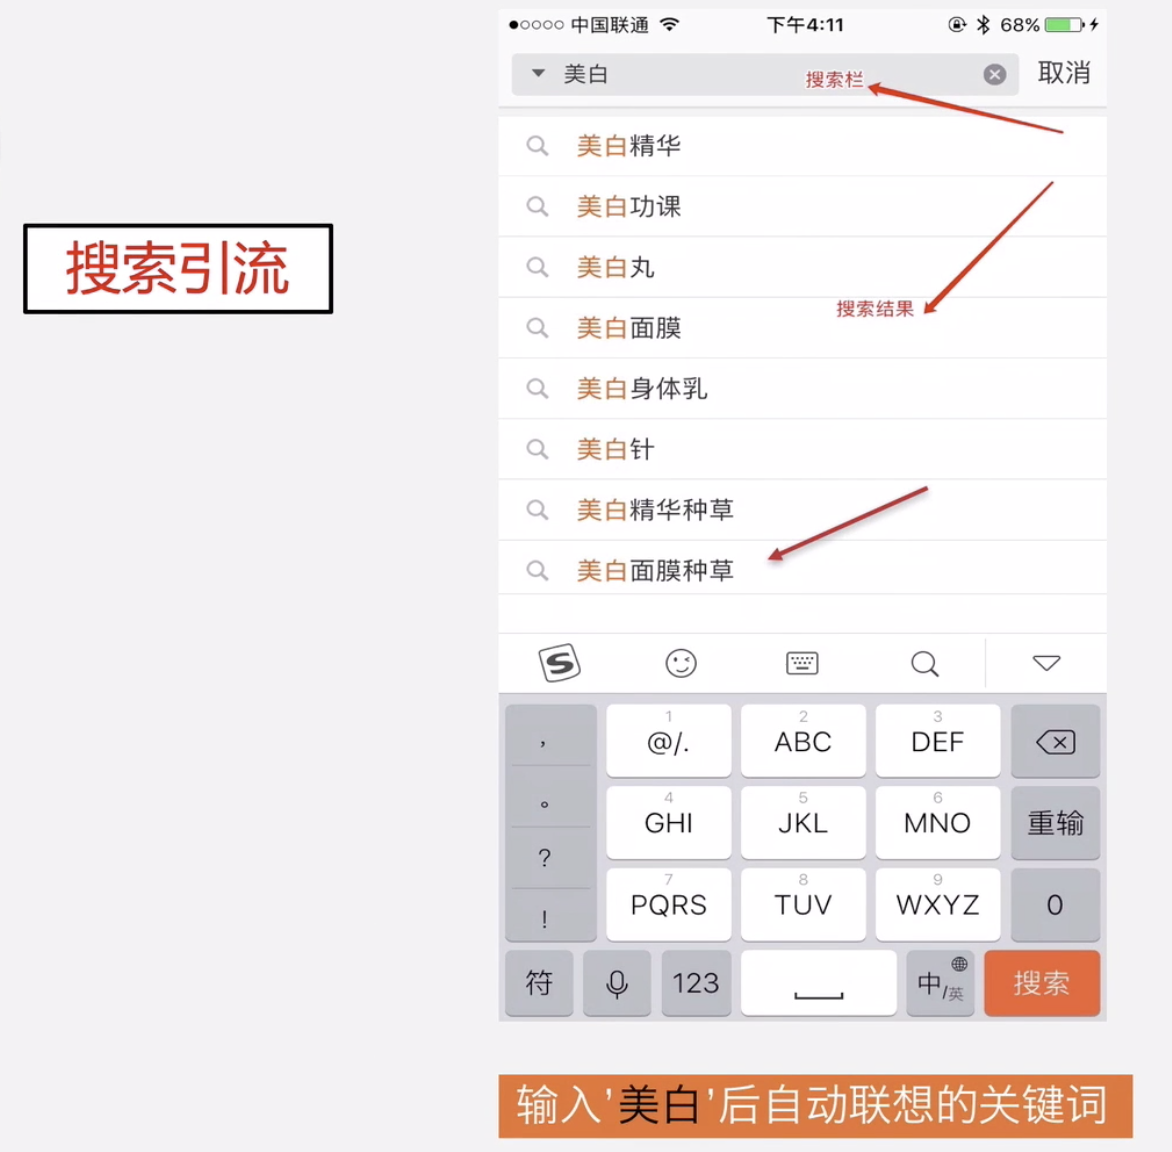 中国联通 下午4:11 68%
美白 搜索栏 取消
美白精华
美白功课
搜索引流
美白丸
搜索结果
美白面膜
美白身体乳
美白针
美白精华种草
美白面膜种草
S
， 1 @/. 2 ABC 3 DEF
。 4 GHI 5 JKL 6 MNO 重输
? 7 PQRS 8 TUV 9 WXYZ 0
!
符 123 中/英 搜索
输入'美白'后自动联想的关键词